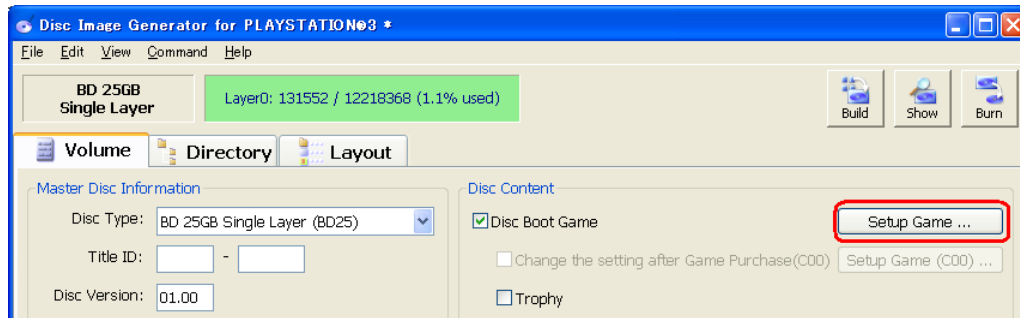 Disc Image Generator for PLAYSTATION®3 *
File Edit View Command Help
BD 25GB
Single Layer
Layer0: 131552 / 12218368 (1.1% used)
Build Show Burn
Volume Directory Layout
Master Disc Information
Disc Type: BD 25GB Single Layer (BD25)
Title ID: -
Disc Version: 01.00
Disc Content
Disc Boot Game Setup Game ...
Change the setting after Game Purchase(C00) Setup Game (C00) ...
Trophy